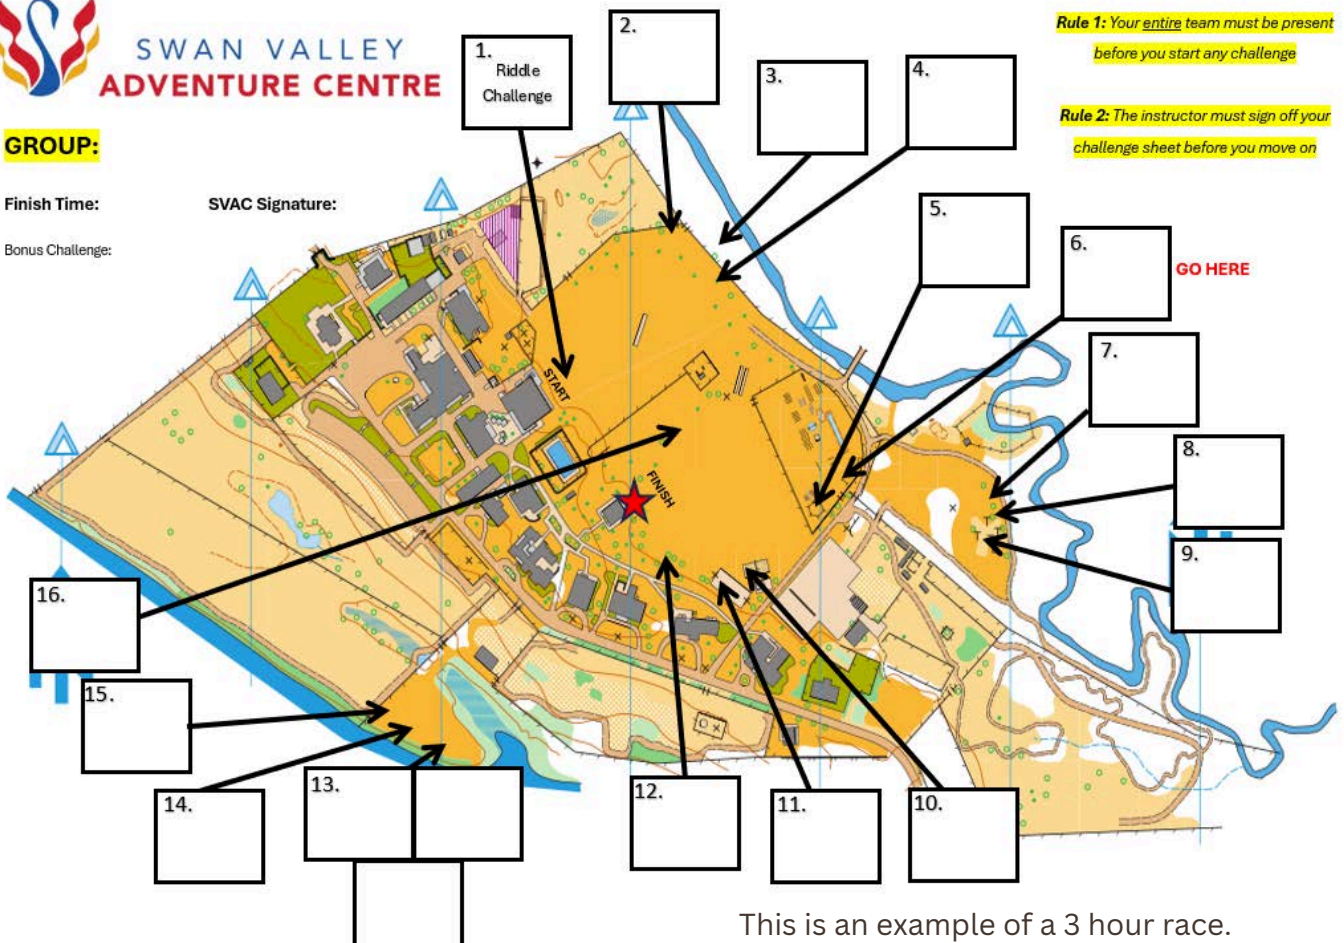 SWAN VALLEY
ADVENTURE CENTRE
GROUP:
Finish Time:
SVAC Signature:
Bonus Challenge:
Rule 1: Your entire team must be present
before you start any challenge
Rule 2: The instructor must sign off your
challenge sheet before you move on
1.
Riddle
Challenge
2.
3.
4.
5.
6.
GO HERE
7.
8.
9.
START
FINISH
FINISH
16.
15.
14.
13.
12.
11.
10.
This is an example of a 3 hour race.